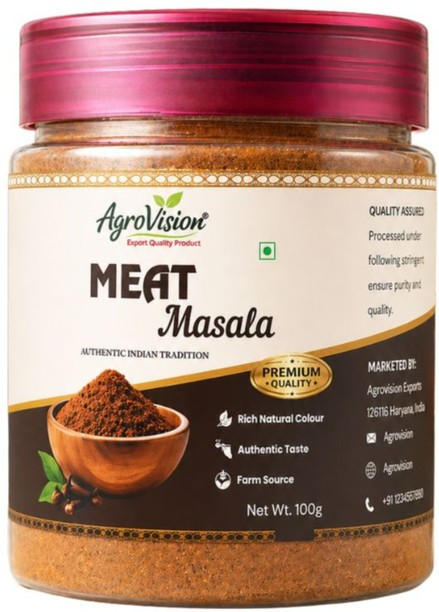 AgroVision®
Export Quality Product
MEAT
Masala
AUTHENTIC INDIAN TRADITION
PREMIUM
• QUALITY •
Rich Natural Colour
Authentic Taste
Farm Source
Net Wt. 100g
QUALITY ASSURED
Processed under
following stringent
ensure purity and
quality.
MARKETED BY:
Agrovision Exports
126116 Haryana, India
Agrovision
Agrovision
+91 1234567890